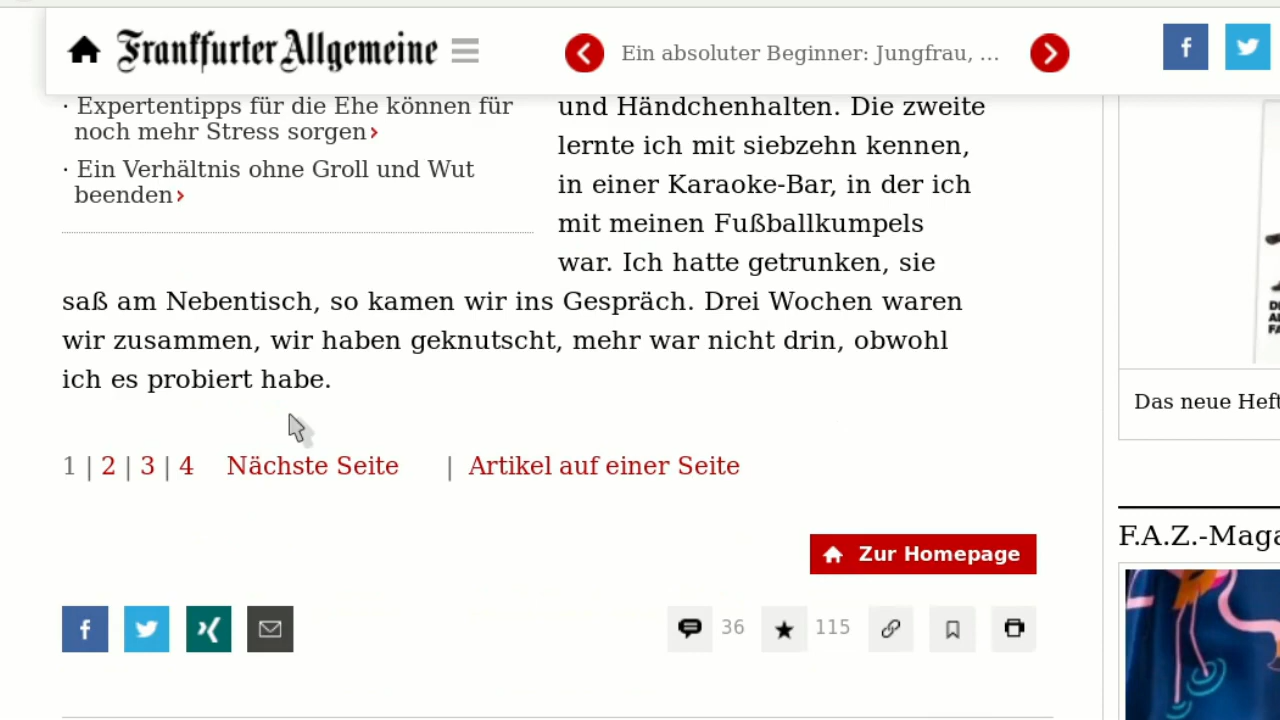 Frankfurter Allgemeine
Ein absoluter Beginner: Jungfrau, ...
· Expertentipps für die Ehe können für
noch mehr Stress sorgen
· Ein Verhältnis ohne Groll und Wut
beenden
und Händchenhalten. Die zweite
lernte ich mit siebzehn kennen,
in einer Karaoke-Bar, in der ich
mit meinen Fußballkumpels
war. Ich hatte getrunken, sie
saß am Nebentisch, so kamen wir ins Gespräch. Drei Wochen waren
wir zusammen, wir haben geknutscht, mehr war nicht drin, obwohl
ich es probiert habe.
1 | 2 | 3 | 4 Nächste Seite | Artikel auf einer Seite
Zur Homepage
36 115
Das neue Heft
F.A.Z.-Maga